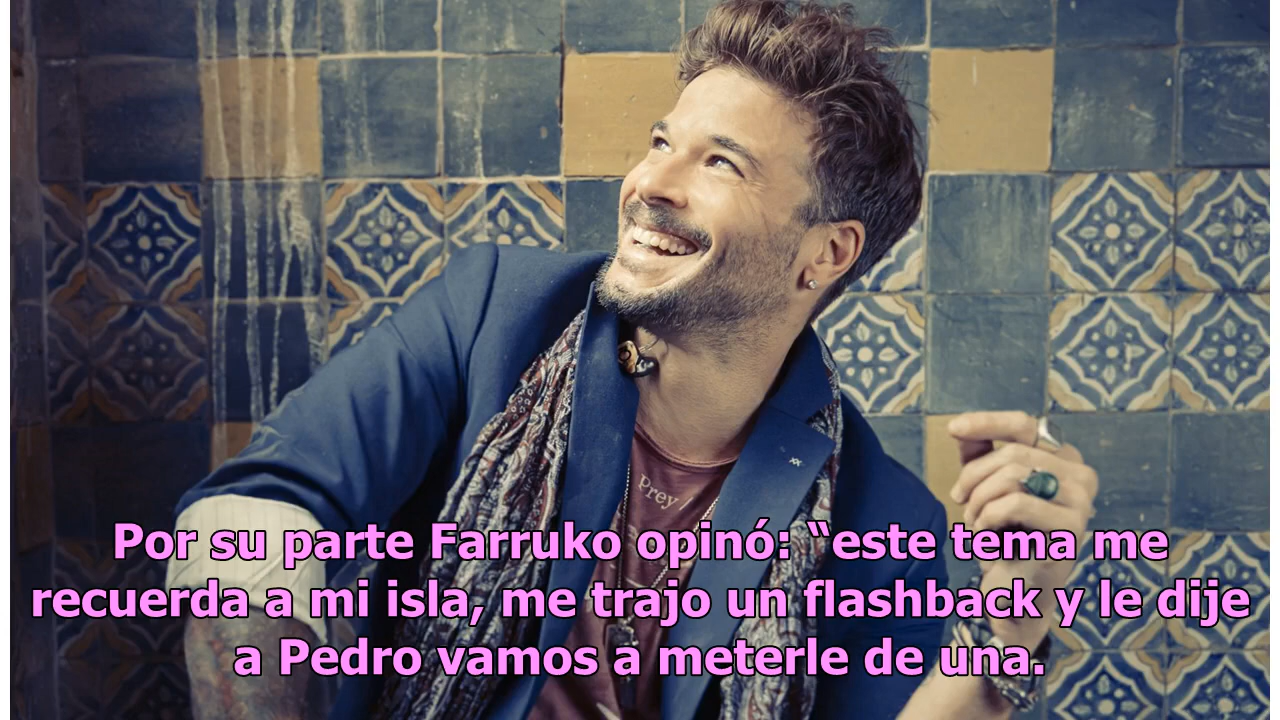 Prey /
Por su parte Farruko opinó: “este tema me
recuerda a mi isla, me trajo un flashback y le dije
a Pedro vamos a meterle de una.